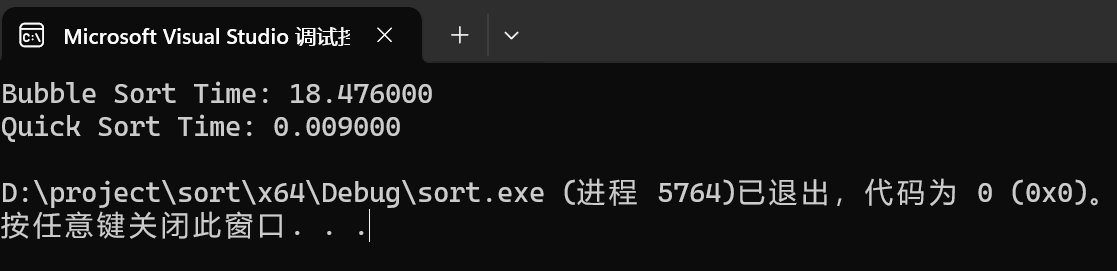 Microsoft Visual Studio 调试控
Bubble Sort Time: 18.476000
Quick Sort Time: 0.009000
D:\project\sort\x64\Debug\sort.exe (进程 5764)已退出，代码为 0 (0x0)。
按任意键关闭此窗口. . .